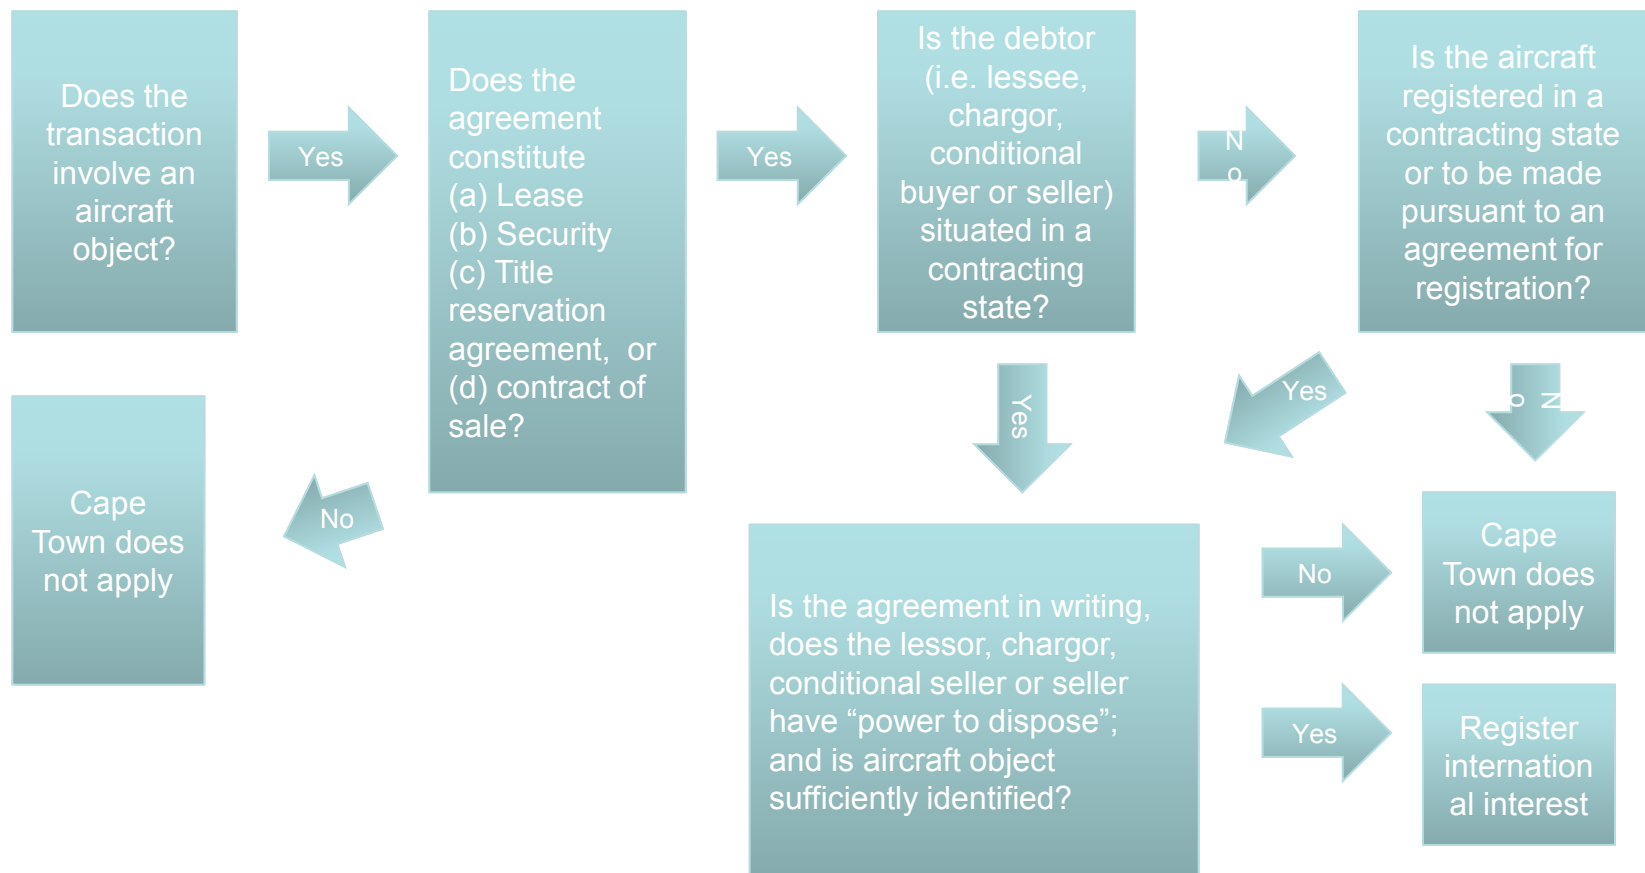 Does the
transaction
involve an
aircraft
object?
Yes
Does the
agreement
constitute
(a) Lease
(b) Security
(c) Title
reservation
agreement, or
(d) contract of
sale?
Yes
Is the debtor
(i.e. lessee,
chargor,
conditional
buyer or seller)
situated in a
contracting
state?
N
o
Is the aircraft
registered in a
contracting state
or to be made
pursuant to an
agreement for
registration?
Yes
Yes
N
o
Cape
Town does
not apply
No
Is the agreement in writing,
does the lessor, chargor,
conditional seller or seller
have “power to dispose”;
and is aircraft object
sufficiently identified?
No
Cape
Town does
not apply
Yes
Register
internation
al interest